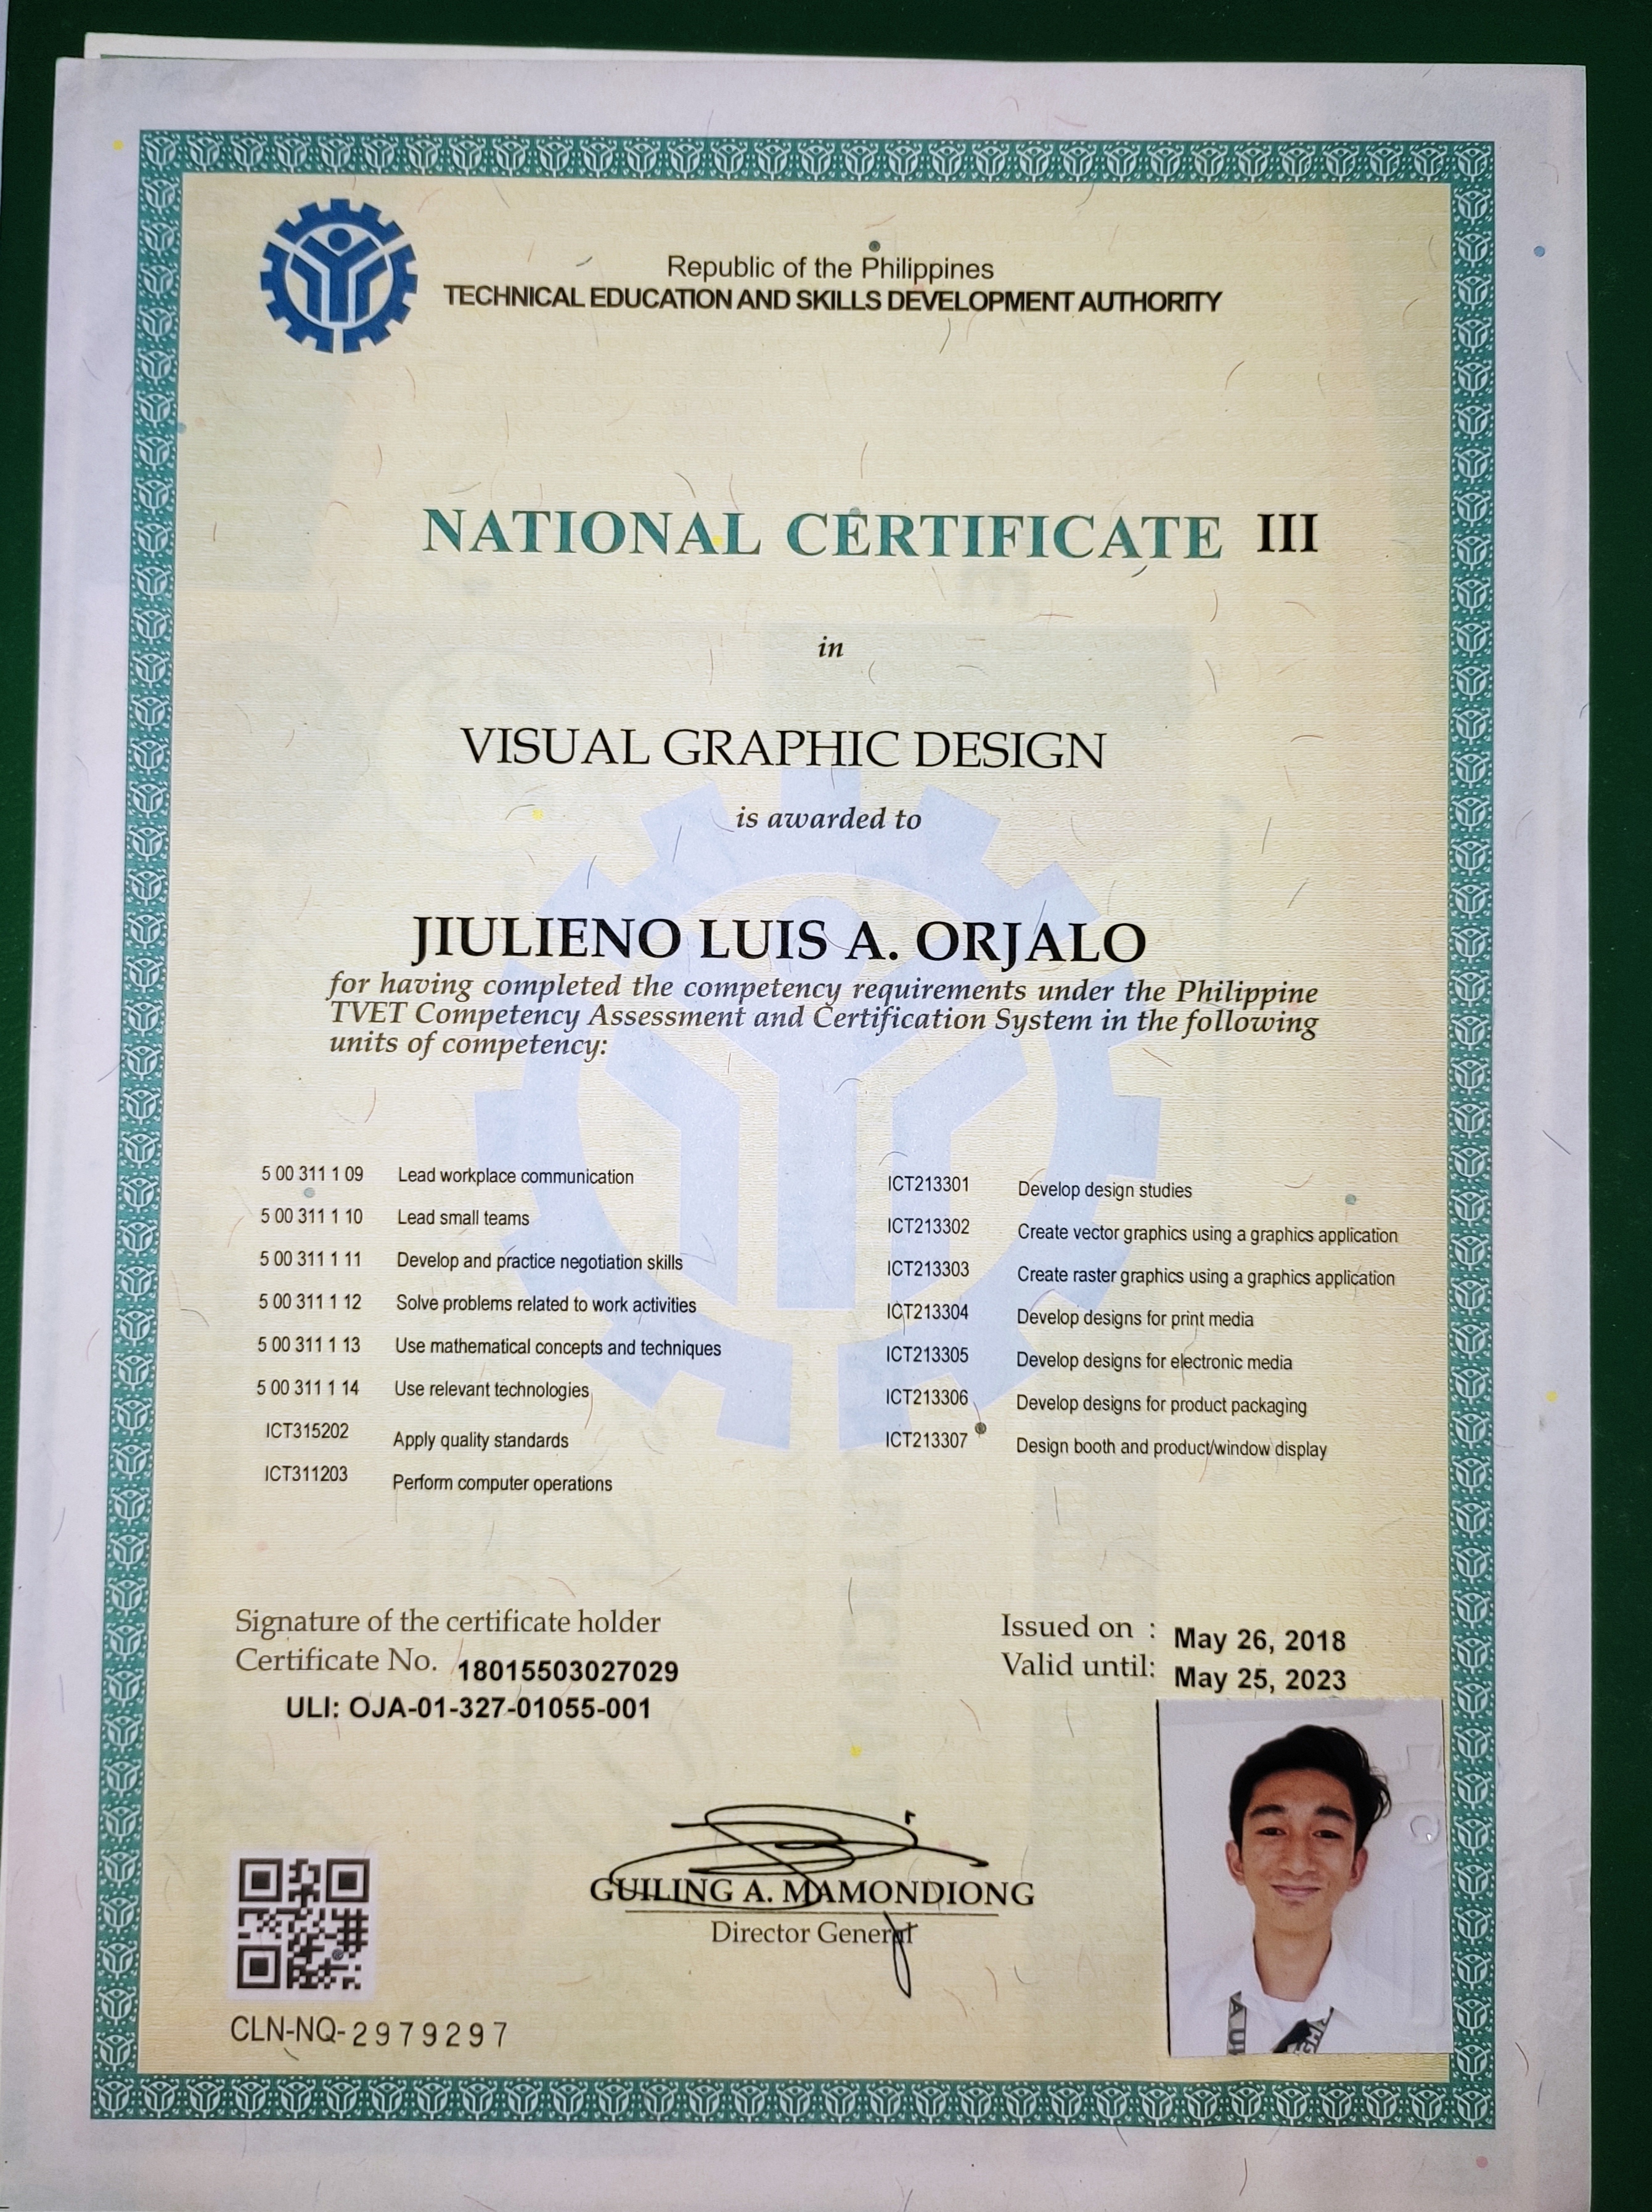 Republic of the Philippines
TECHNICAL EDUCATION AND SKILLS DEVELOPMENT AUTHORITY
NATIONAL CERTIFICATE III
in
VISUAL GRAPHIC DESIGN
is awarded to
JIULIENO LUIS A. ORJALO
for having completed the competency requirements under the Philippine
TVET Competency Assessment and Certification System in the following
units of competency:
5 00 311 1 09 Lead workplace communication
5 00 311 1 10 Lead small teams
5 00 311 1 11 Develop and practice negotiation skills
5 00 311 1 12 Solve problems related to work activities
5 00 311 1 13 Use mathematical concepts and techniques
5 00 311 1 14 Use relevant technologies
ICT315202 Apply quality standards
ICT311203 Perform computer operations
ICT213301 Develop design studies
ICT213302 Create vector graphics using a graphics application
ICT213303 Create raster graphics using a graphics application
ICT213304 Develop designs for print media
ICT213305 Develop designs for electronic media
ICT213306 Develop designs for product packaging
ICT213307 Design booth and product/window display
Signature of the certificate holder
Certificate No. 18015503027029
ULI: OJA-01-327-01055-001
Issued on : May 26, 2018
Valid until: May 25, 2023
GUILING A. MAMONDIONG
Director General
CLN-NQ-2979297